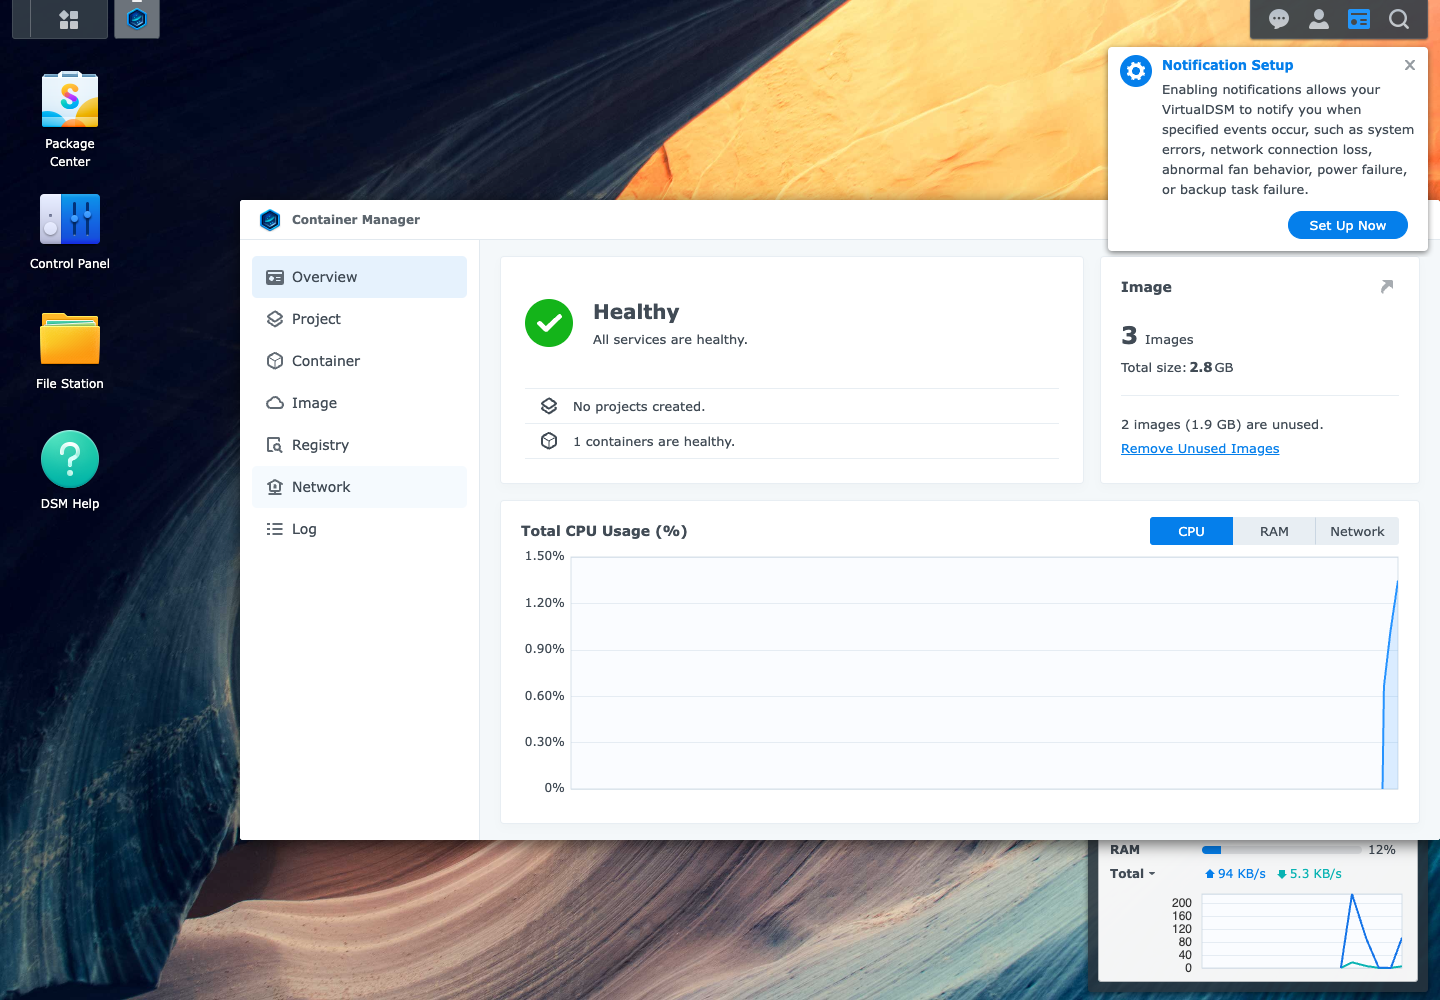 Package
Center
Control Panel
File Station
DSM Help
Notification Setup
Enabling notifications allows your
VirtualDSM to notify you when
specified events occur, such as system
errors, network connection loss,
abnormal fan behavior, power failure,
or backup task failure.
Set Up Now
Container Manager
Overview
Project
Container
Image
Registry
Network
Log
Healthy
All services are healthy.
No projects created.
1 containers are healthy.
Image
3 Images
Total size: 2.8 GB
2 images (1.9 GB) are unused.
Remove Unused Images
Total CPU Usage (%)
CPU
RAM
Network
1.50%
1.20%
0.90%
0.60%
0.30%
0%
RAM
12%
Total
94 KB/s
5.3 KB/s
200
160
120
80
40
0